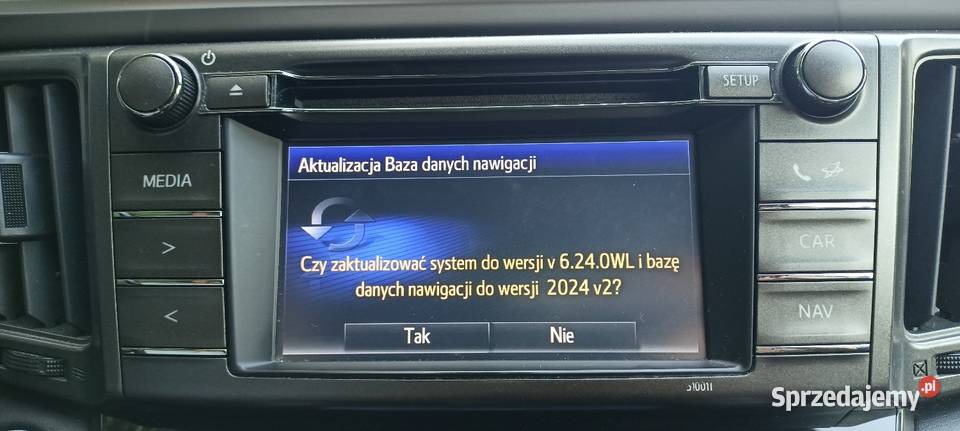 SETUP
MEDIA
>
<
CAR
NAV
Aktualizacja Baza danych nawigacji
Czy zaktualizować system do wersji v 6.24.0WL i bazę
danych nawigacji do wersji 2024 v2?
Tak Nie
510011
Sprzedajemy.pl